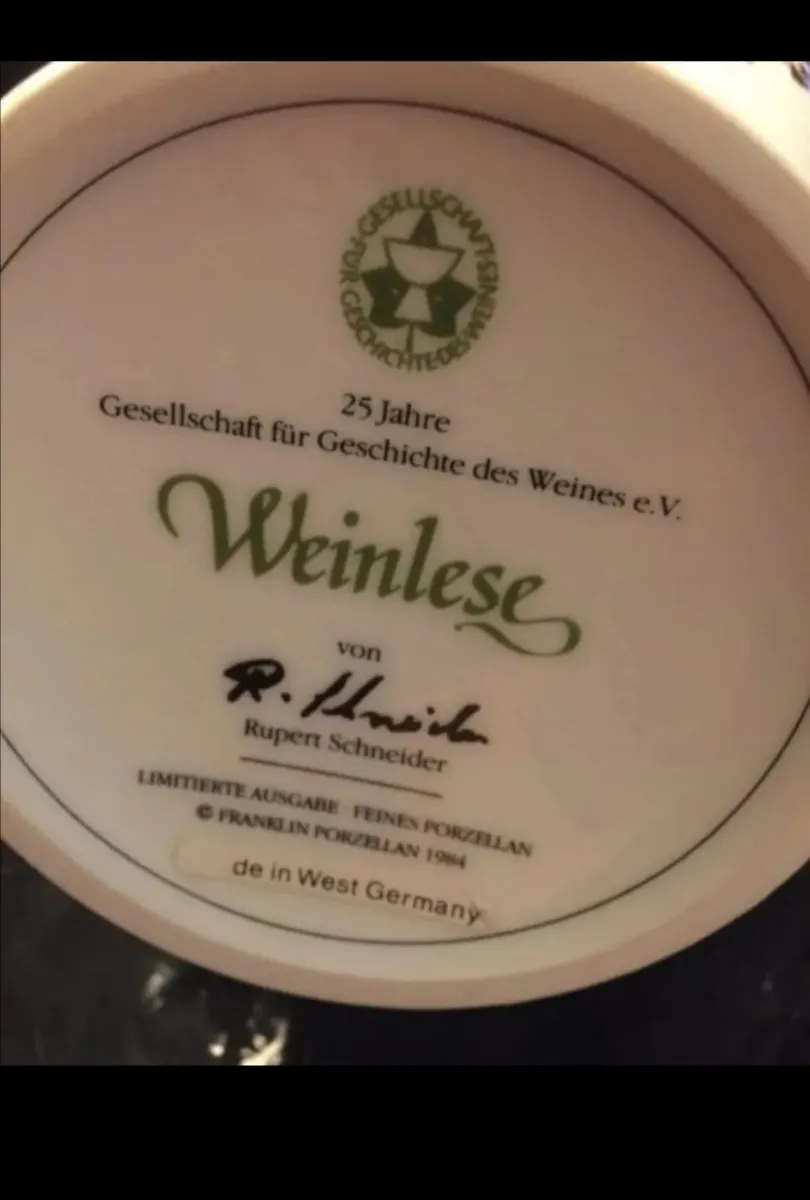 GESELLSCHAFT FÜR GESCHICHTE DES WEINES
25 Jahre
Gesellschaft für Geschichte des Weines e.V.
Weinlese
von
R. Schneider
Rupert Schneider
LIMITIERTE AUSGABE FEINES PORZELLAN
© FRANKLIN PORZELLAN 1984
de in West Germany